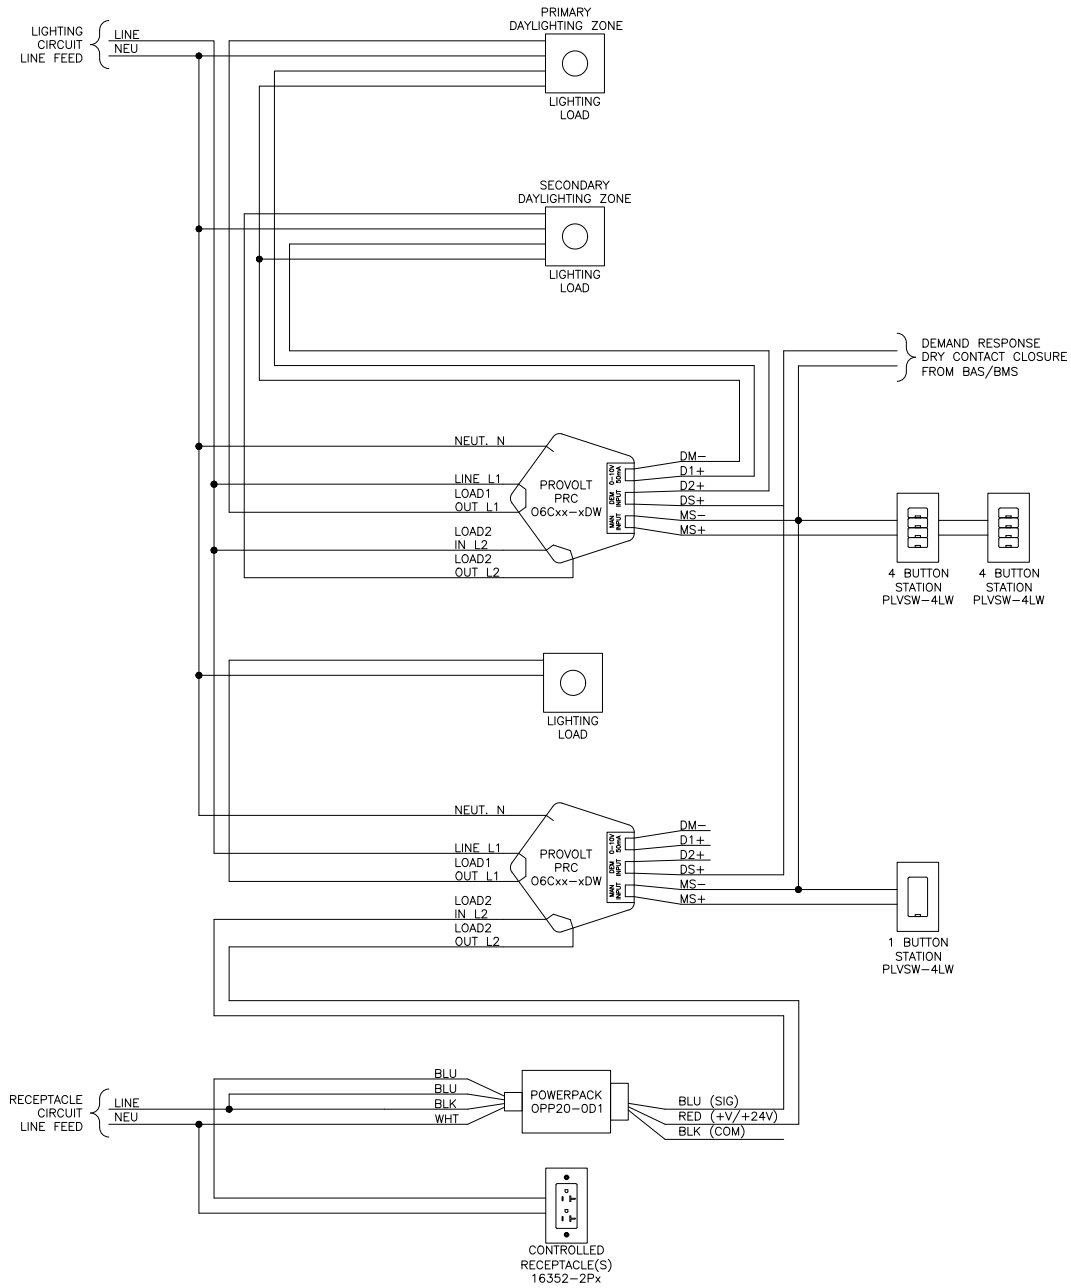 PRIMARY
DAYLIGHTING ZONE
LIGHTING
CIRCUIT
LINE FEED
LINE
NEU
LIGHTING
LOAD
SECONDARY
DAYLIGHTING ZONE
LIGHTING
LOAD
DEMAND RESPONSE
DRY CONTACT CLOSURE
FROM BAS/BMS
NEUT. N
LINE L1
LOAD1
OUT L1
LOAD2
IN L2
LOAD2
OUT L2
PROVOLT
PRC
O6Cxx-xDW
0-10V
50mA
DEM
INPUT
MAN
INPUT
DM-
D1+
D2+
DS+
MS-
MS+
4 BUTTON
STATION
PLVSW-4LW
4 BUTTON
STATION
PLVSW-4LW
LIGHTING
LOAD
NEUT. N
LINE L1
LOAD1
OUT L1
LOAD2
IN L2
LOAD2
OUT L2
PROVOLT
PRC
O6Cxx-xDW
0-10V
50mA
DEM
INPUT
MAN
INPUT
DM-
D1+
D2+
DS+
MS-
MS+
1 BUTTON
STATION
PLVSW-4LW
RECEPTACLE
CIRCUIT
LINE FEED
LINE
NEU
BLU
BLU
BLK
WHT
POWERPACK
OPP20-0D1
BLU (SIG)
RED (+V/+24V)
BLK (COM)
CONTROLLED
RECEPTACLE(S)
16352-2Px